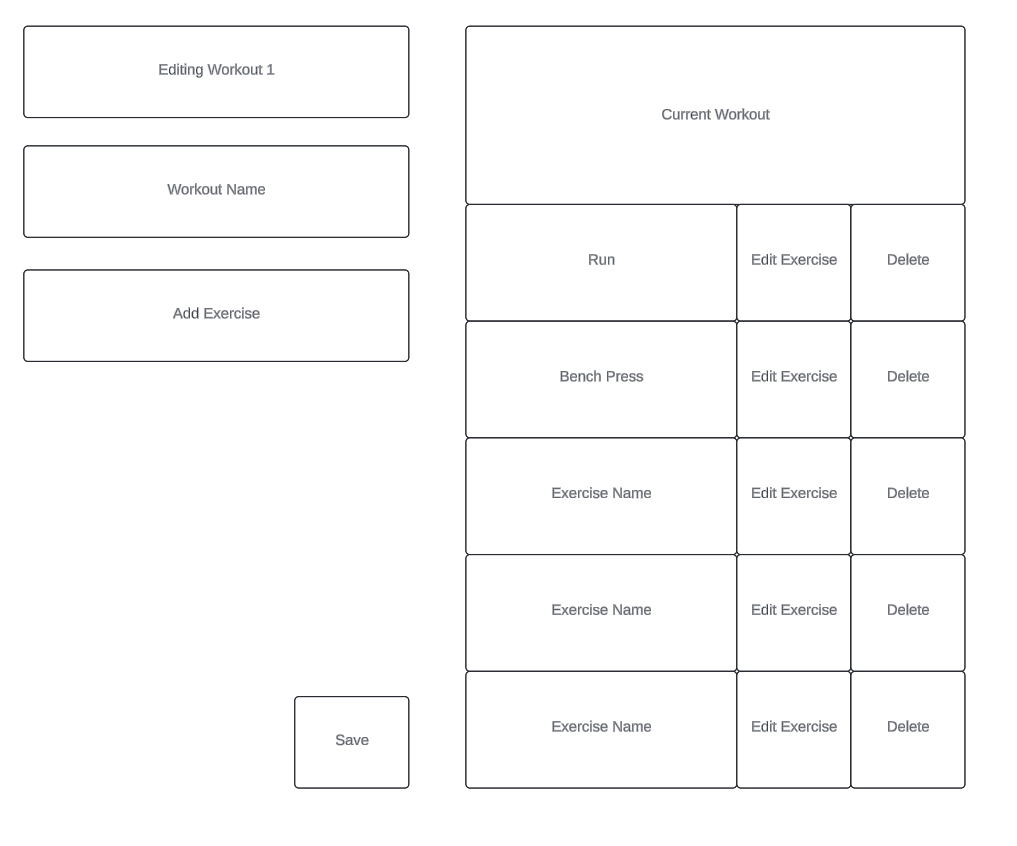 Editing Workout 1
Workout Name
Add Exercise
Save
Current Workout
Run
Edit Exercise
Delete
Bench Press
Edit Exercise
Delete
Exercise Name
Edit Exercise
Delete
Exercise Name
Edit Exercise
Delete
Exercise Name
Edit Exercise
Delete